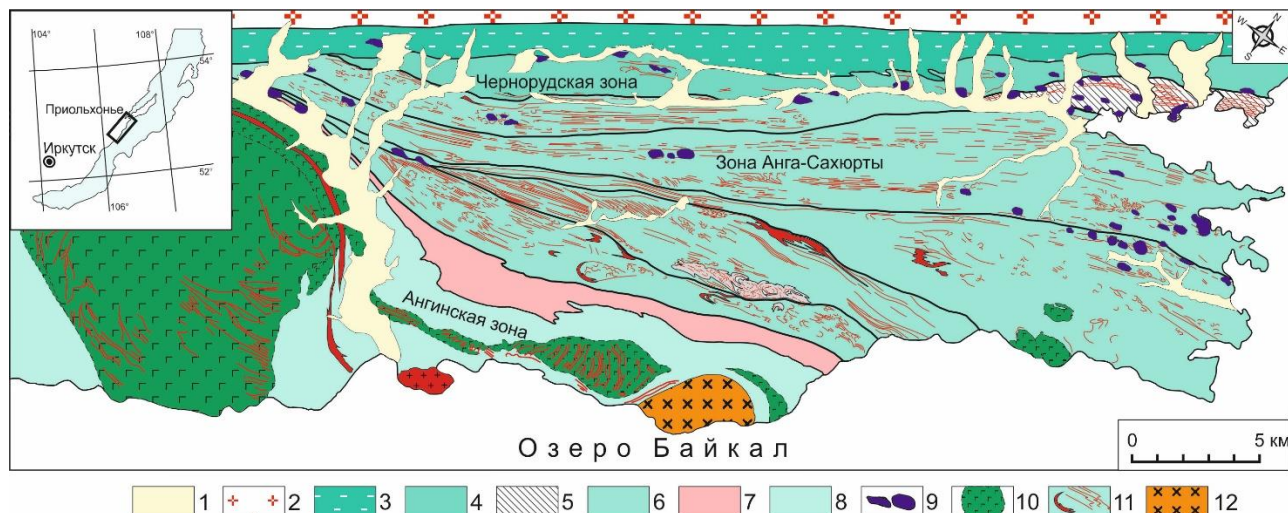 104°
108°
54°
Приольхонье
Иркутск
52°
106°
W
N
S
E
Чернорудская зона
Зона Анга-Сахюрты
Ангинская зона
Озеро Байкал
0 5 км
1 2 3 4 5 6 7 8 9 10 11 12